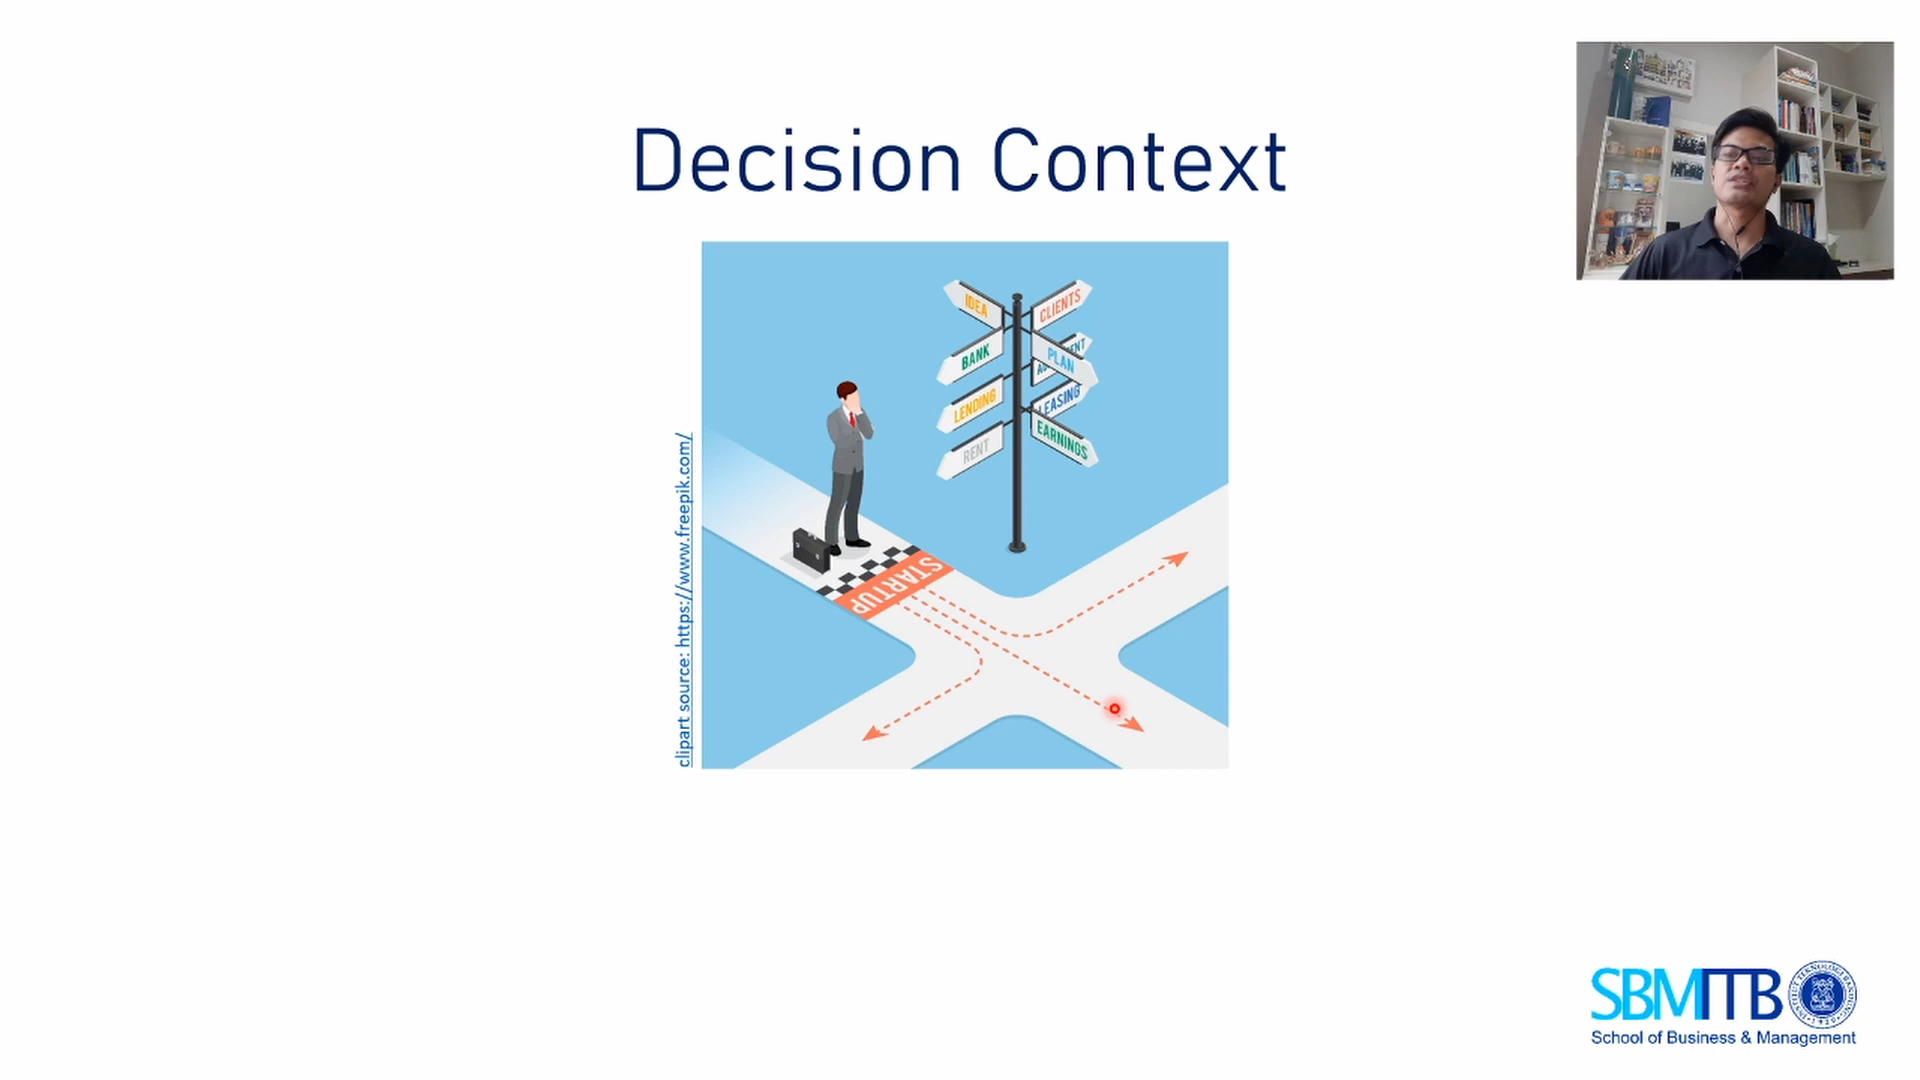 Decision Context
IDEA
CLIENTS
BANK
PLAN
LENDING
LEASING
RENT
EARNINGS
STARTUP
clipart source: https://www.freepik.com/
SBMITB
School of Business & Management